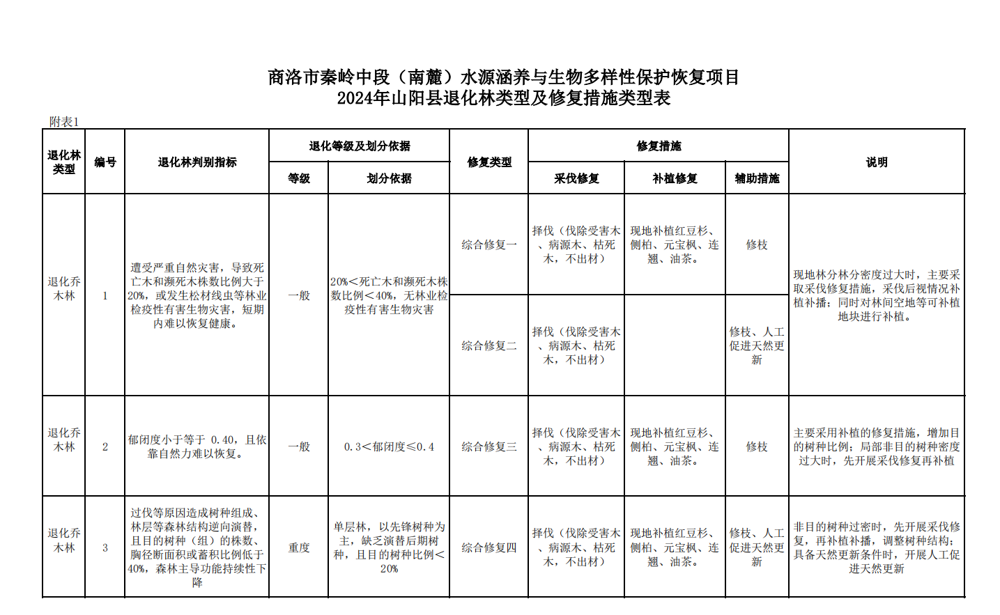 商洛市秦岭中段（南麓）水源涵养与生物多样性保护恢复项目
2024年山阳县退化林类型及修复措施类型表
附表1
退化林
类型
编号
退化林判别指标
退化等级及划分依据
等级
划分依据
修复类型
修复措施
采伐修复
补植修复
辅助措施
说明
退化乔
木林
1
遭受严重自然灾害，导致死
亡木和濒死木株数比例大于
20%，或发生松材线虫等林业
检疫性有害生物灾害，短期
内难以恢复健康。
一般
20%＜死亡木和濒死木株
数比例＜40%，无林业检
疫性有害生物灾害
综合修复一
择伐（伐除受害木
、病源木、枯死
木，不出材）
现地补植红豆杉、
侧柏、元宝枫、连
翘、油茶。
修枝
现地林分林分密度过大时，主要采
取采伐修复措施，采伐后视情况补
植补播；同时对林间空地等可补植
地块进行补植。
综合修复二
择伐（伐除受害木
、病源木、枯死
木，不出材）
修枝、人工
促进天然更
新
退化乔
木林
2
郁闭度小于等于 0.40，且依
靠自然力难以恢复。
一般
0.3＜郁闭度≤0.4
综合修复三
择伐（伐除受害木
、病源木、枯死
木，不出材）
现地补植红豆杉、
侧柏、元宝枫、连
翘、油茶。
修枝
主要采用补植的修复措施，增加目
的树种比例；局部非目的树种密度
过大时，先开展采伐修复再补植
退化乔
木林
3
过伐等原因造成树种组成、
林层等森林结构逆向演替，
且目的树种（组）的株数、
胸径断面积或蓄积比例低于
40%，森林主导功能持续性下
降
重度
单层林，以先锋树种为
主，缺乏演替后期树
种，且目的树种比例＜
20%
综合修复四
择伐（伐除受害木
、病源木、枯死
木，不出材）
现地补植红豆杉、
侧柏、元宝枫、连
翘、油茶。
修枝、人工
促进天然更
新
非目的树种过密时，先开展采伐修
复，再补植补播，调整树种结构；
具备天然更新条件时，开展人工促
进天然更新